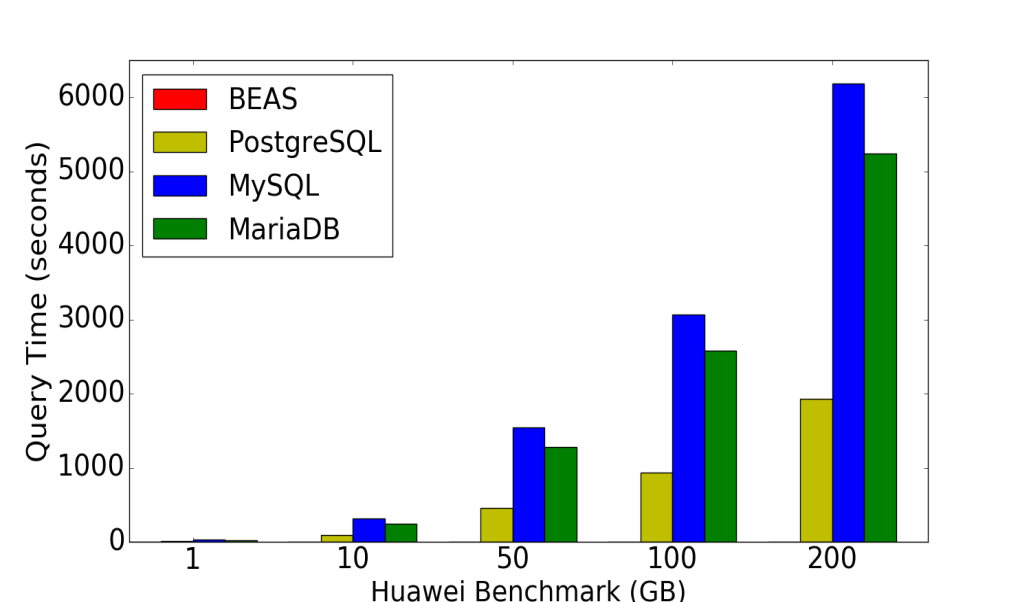 BEAS
PostgreSQL
MySQL
MariaDB
Query Time (seconds)
6000
5000
4000
3000
2000
1000
0
1 10 50 100 200
Huawei Benchmark (GB)